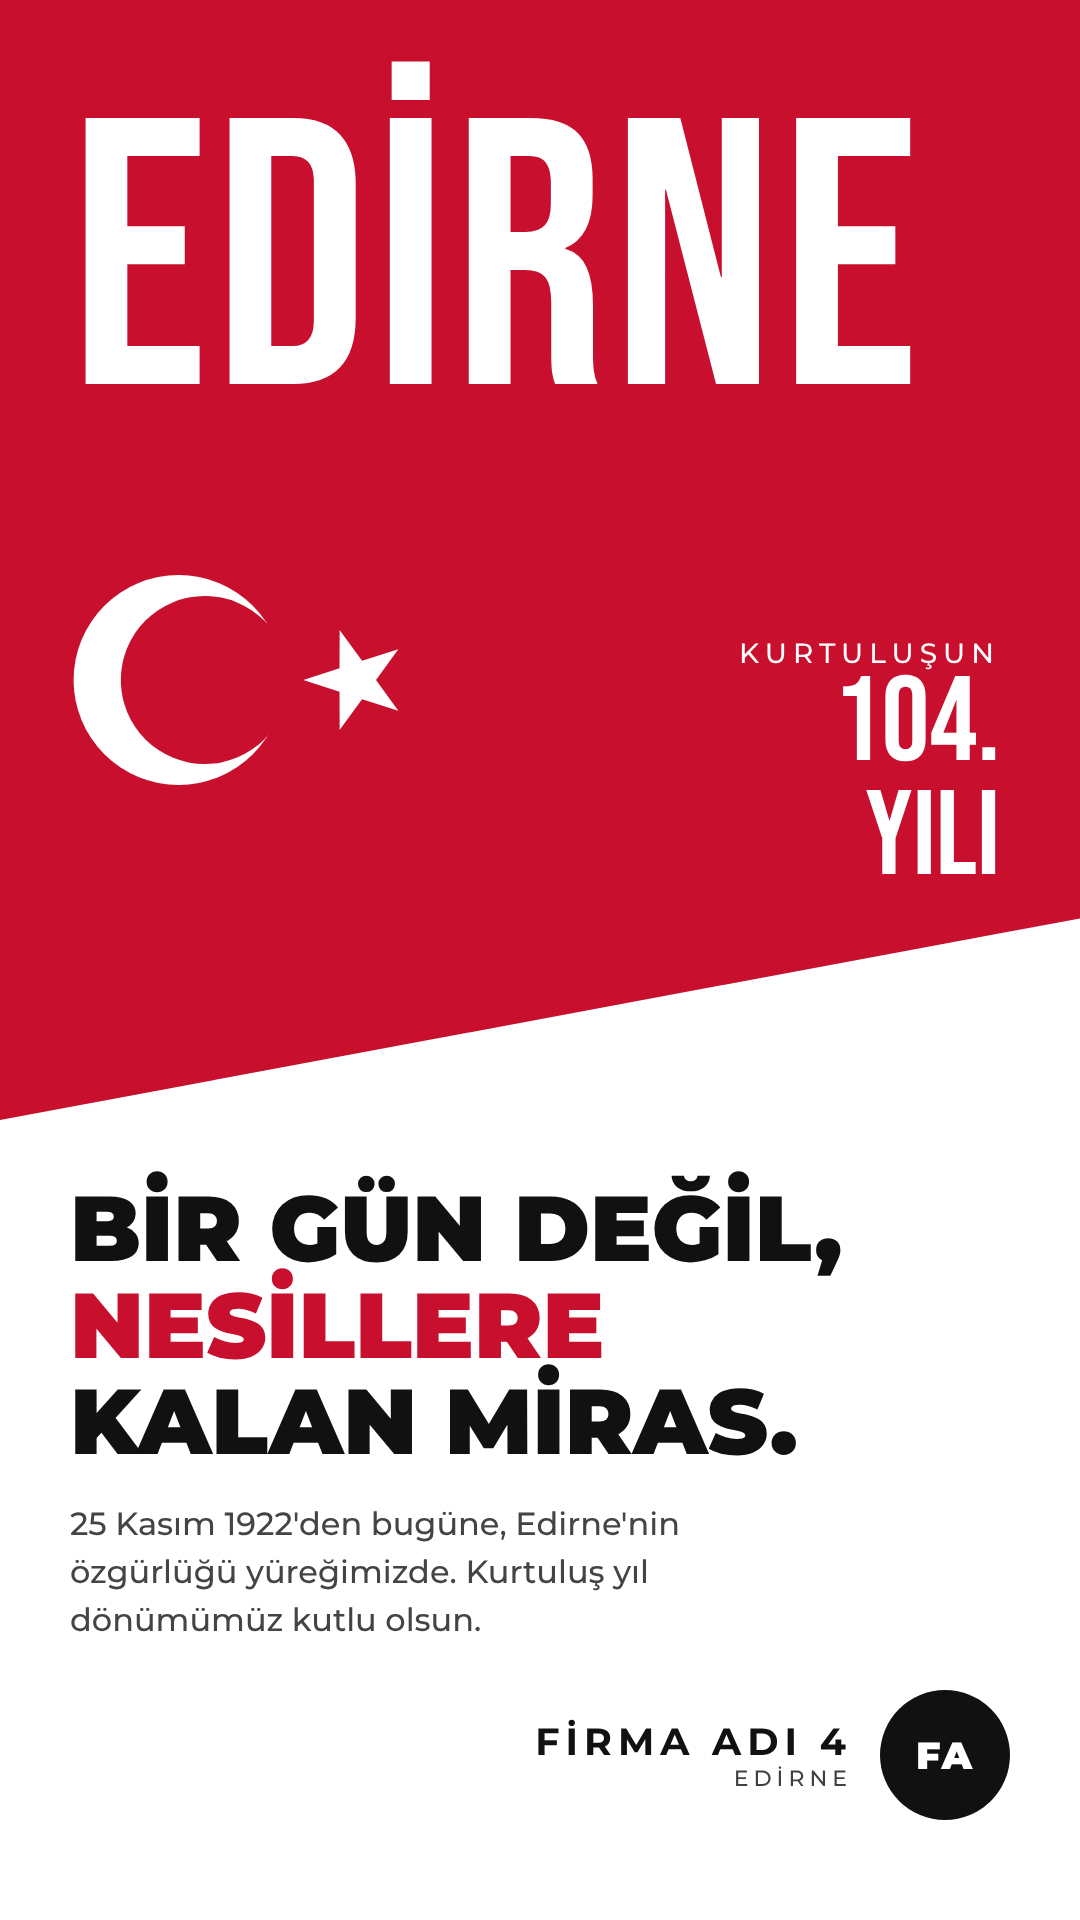 EDİRNE
KURTULUŞUN
104.
YILI
BİR GÜN DEĞİL,
NESİLLERE
KALAN MİRAS.
25 Kasım 1922'den bugüne, Edirne'nin
özgürlüğü yüreğimizde. Kurtuluş yıl
dönümümüz kutlu olsun.
FİRMA ADI 4
EDİRNE
FA